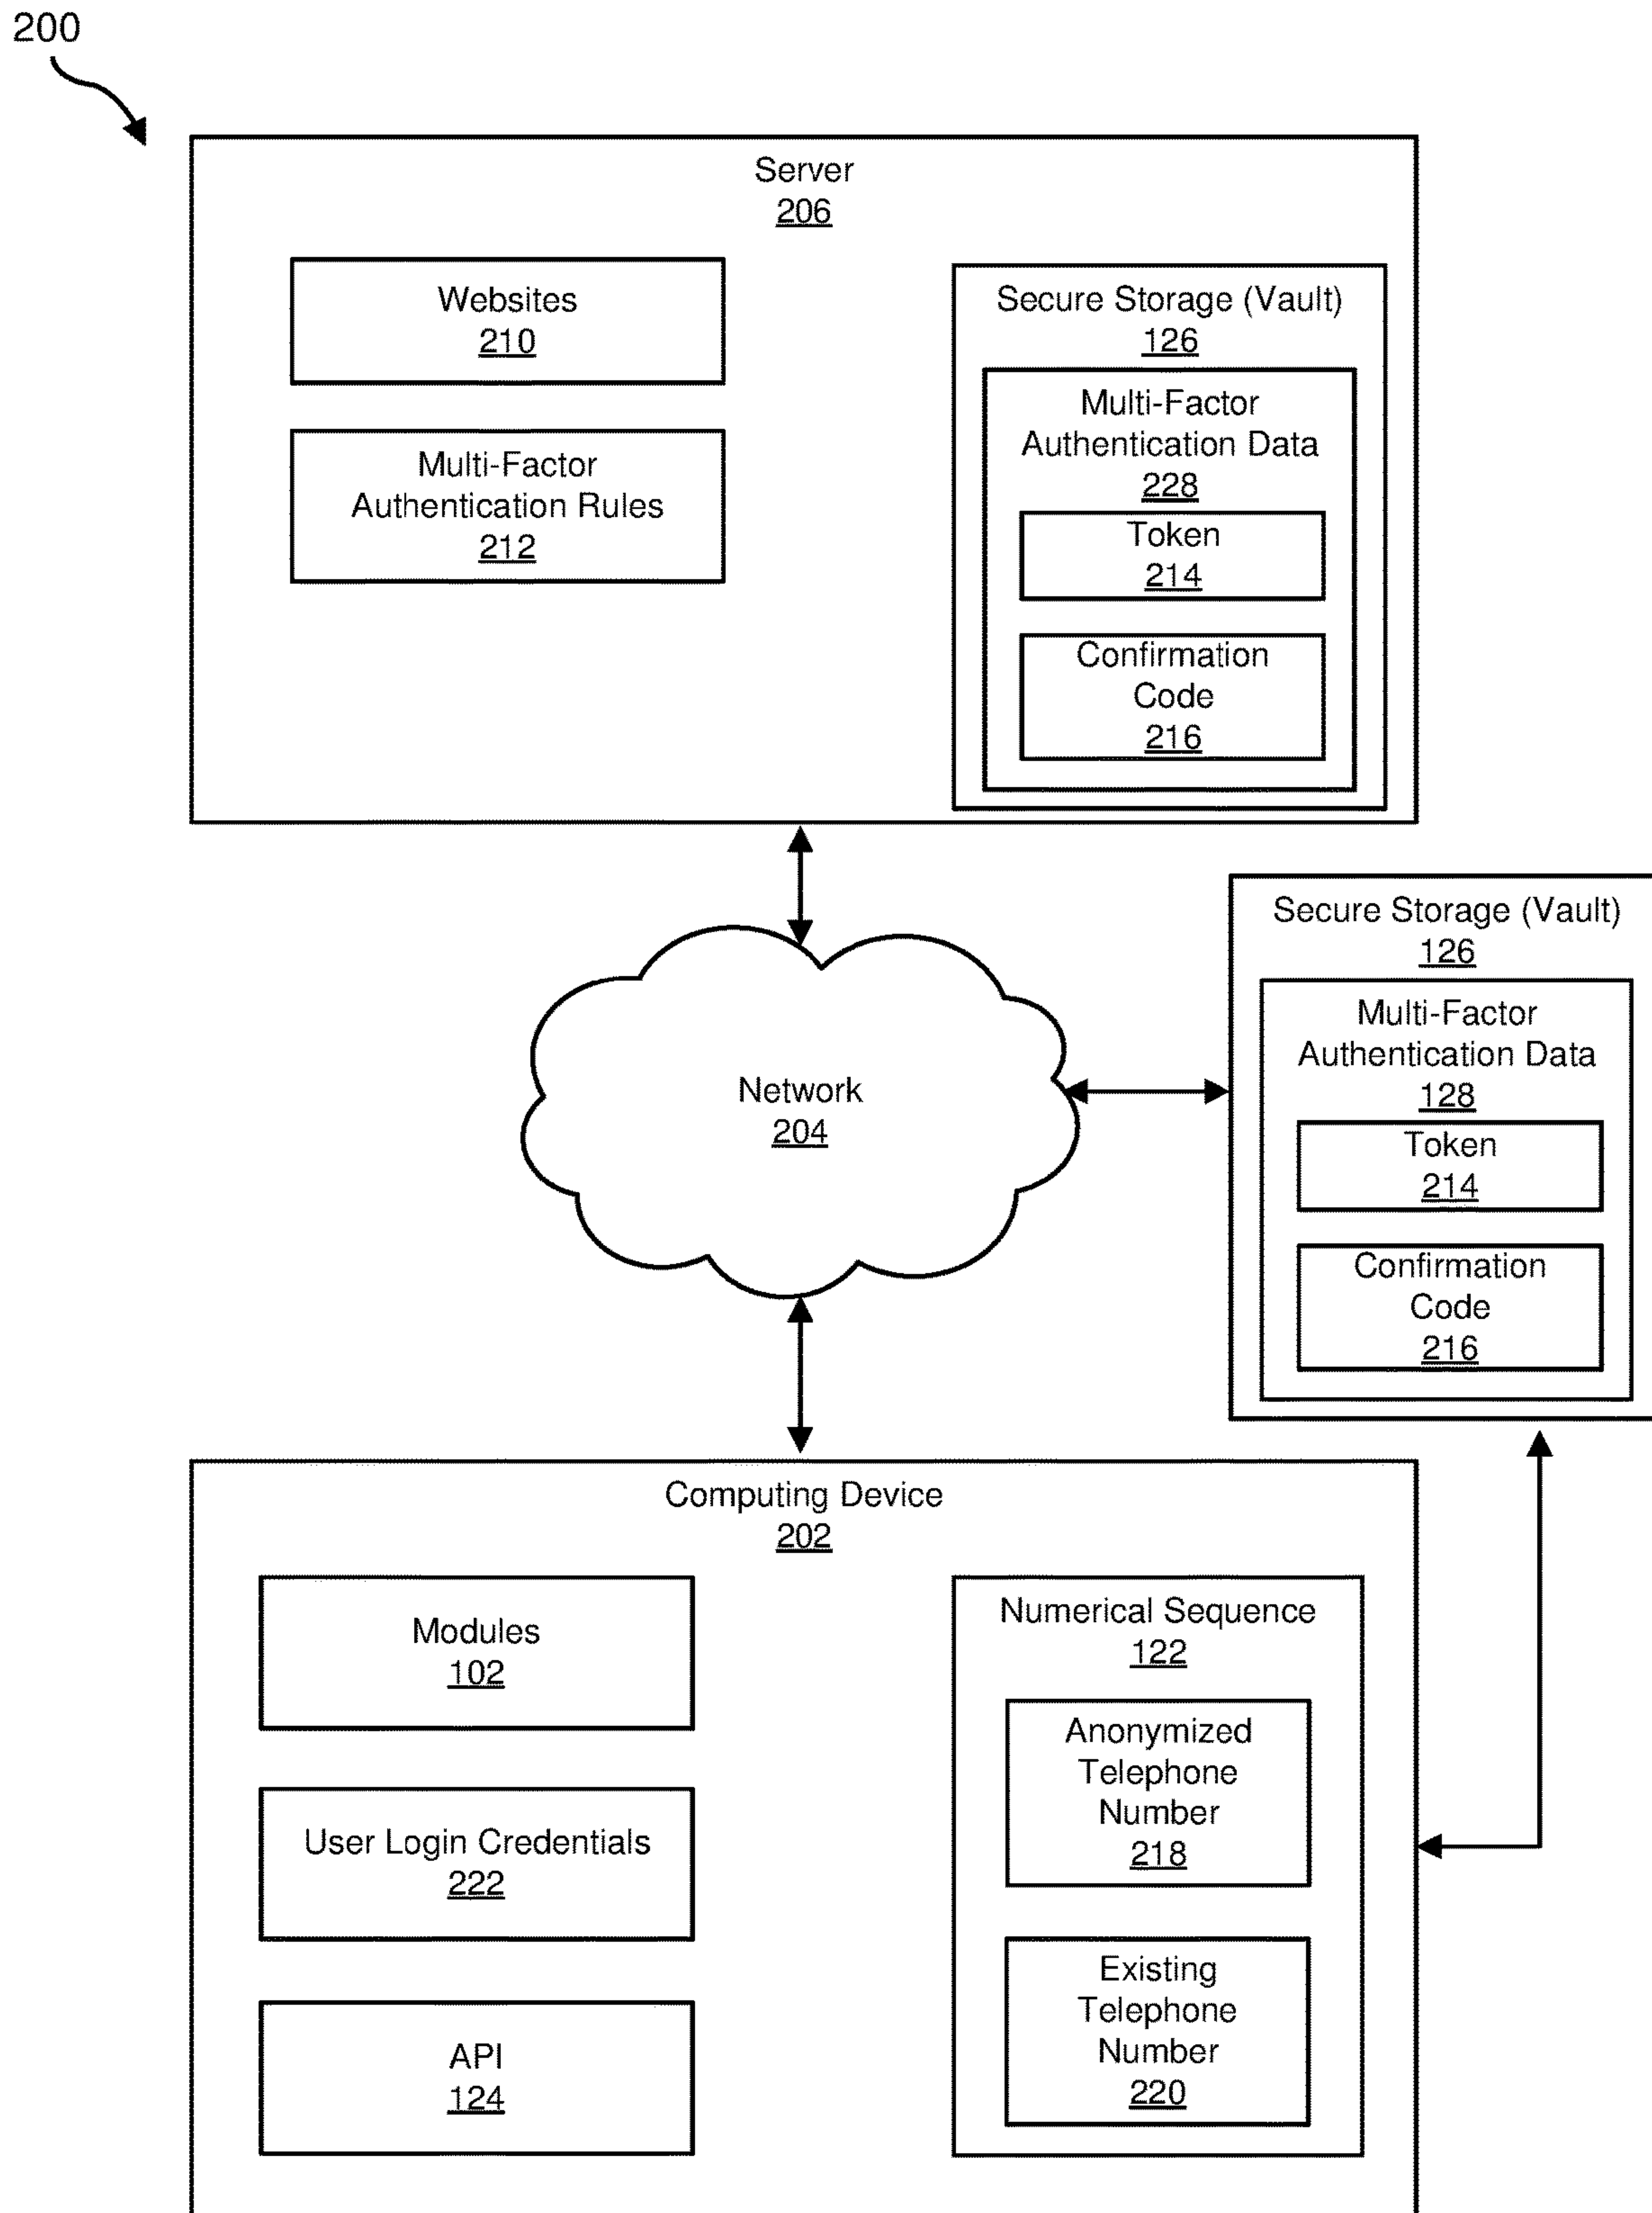 200
Server
206
Websites
210
Multi-Factor
Authentication Rules
212
Secure Storage (Vault)
126
Multi-Factor
Authentication Data
228
Token
214
Confirmation
Code
216
Network
204
Secure Storage (Vault)
126
Multi-Factor
Authentication Data
128
Token
214
Confirmation
Code
216
Computing Device
202
Modules
102
User Login Credentials
222
API
124
Numerical Sequence
122
Anonymized
Telephone
Number
218
Existing
Telephone
Number
220